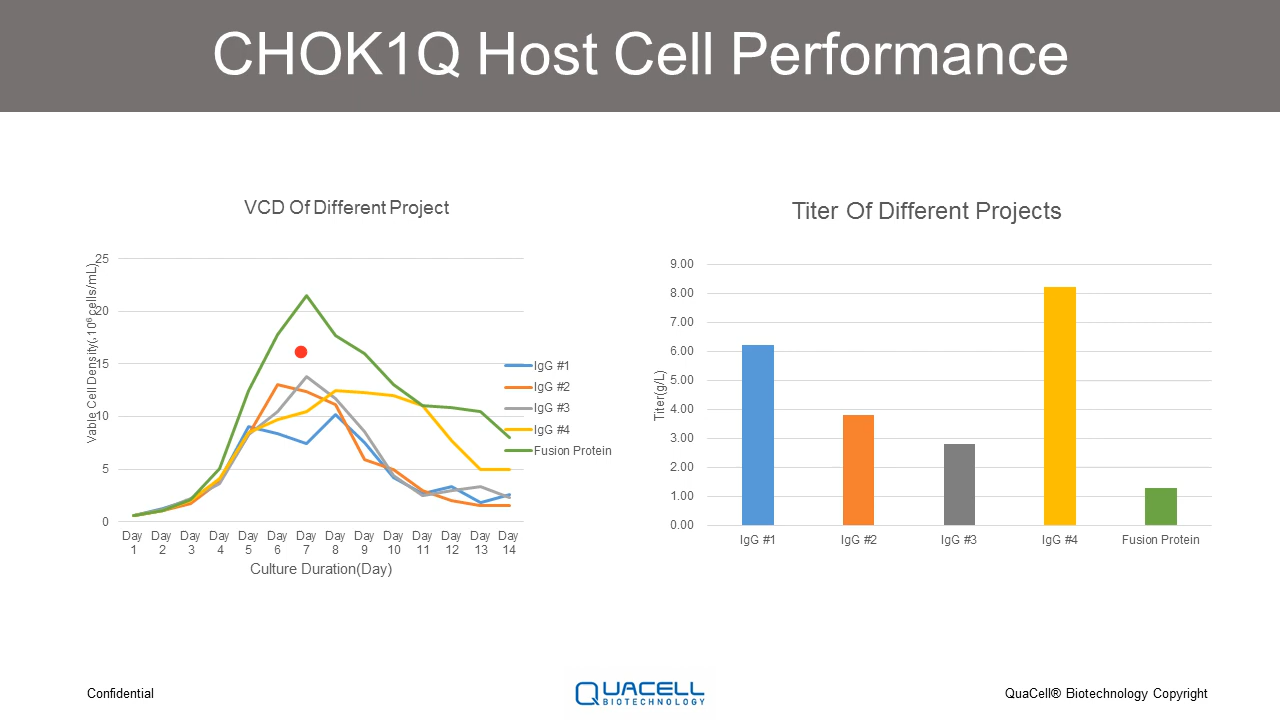 CHOK1Q Host Cell Performance
VCD Of Different Project
Vable Cell Density(,10⁶ cells/mL)
25
20
15
10
5
0
Day 1
Day 2
Day 3
Day 4
Day 5
Day 6
Day 7
Day 8
Day 9
Day 10
Day 11
Day 12
Day 13
Day 14
Culture Duration(Day)
IgG #1
IgG #2
IgG #3
IgG #4
Fusion Protein
Titer Of Different Projects
Titer(g/L)
9.00
8.00
7.00
6.00
5.00
4.00
3.00
2.00
1.00
0.00
IgG #1
IgG #2
IgG #3
IgG #4
Fusion Protein
Confidential
QUACELL
BIOTECHNOLOGY
QuaCell® Biotechnology Copyright